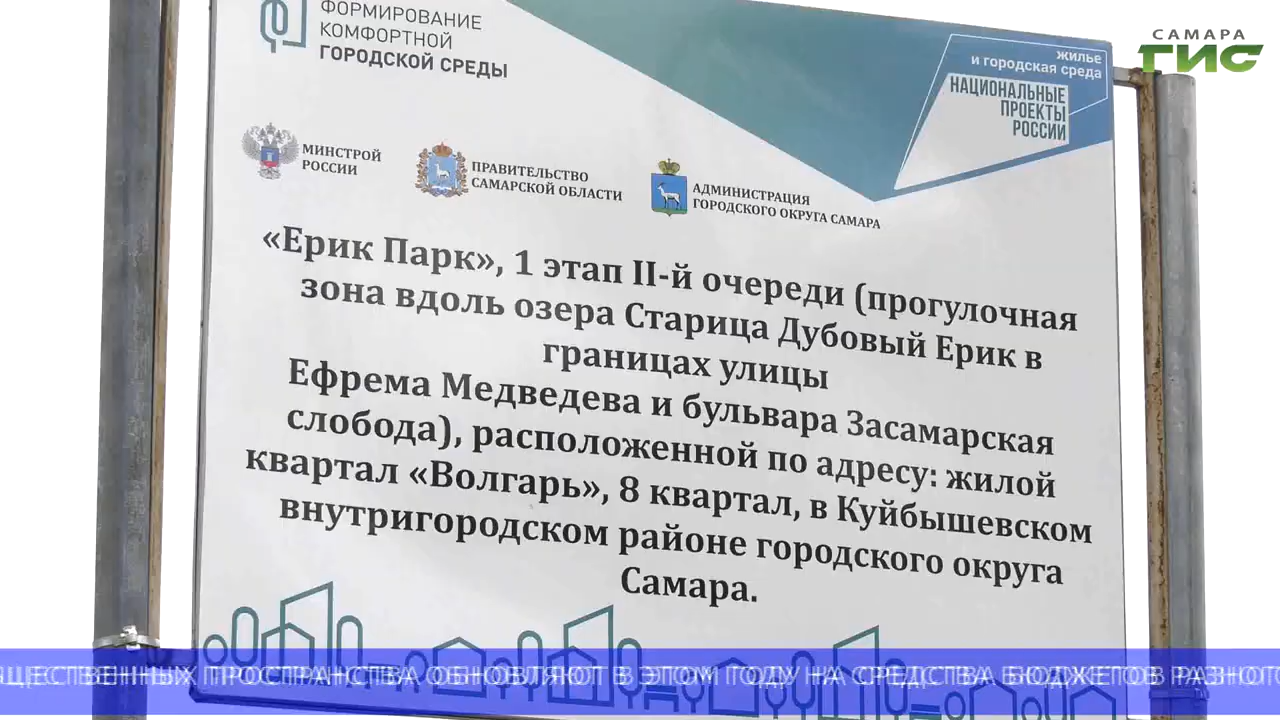 ФОРМИРОВАНИЕ
КОМФОРТНОЙ
ГОРОДСКОЙ СРЕДЫ
САМАРА
ГИС
жилье
и городская среда
НАЦИОНАЛЬНЫЕ
ПРОЕКТЫ
РОССИИ
МИНСТРОЙ
РОССИИ
ПРАВИТЕЛЬСТВО
САМАРСКОЙ ОБЛАСТИ
АДМИНИСТРАЦИЯ
ГОРОДСКОГО ОКРУГА САМАРА
«Ерик Парк», 1 этап II-й очереди (прогулочная
зона вдоль озера Старица Дубовый Ерик в
границах улицы
Ефрема Медведева и бульвара Засамарская
слобода), расположенной по адресу: жилой
квартал «Волгарь», 8 квартал, в Куйбышевском
внутригородском районе городского округа
Самара.
ПРОСТРАНСТВА ОБНОВЛЯЮТ В ЭТОМ ГОДУ НА СРЕДСТВА БЮДЖЕТОВ